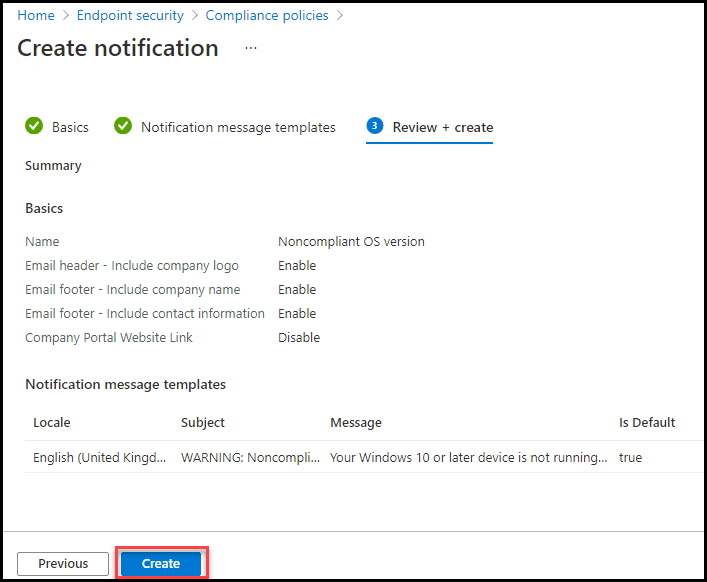 Home > Endpoint security > Compliance policies >
Create notification ...
Basics Notification message templates 3 Review + create
Summary
Basics
Name Noncompliant OS version
Email header - Include company logo Enable
Email footer - Include company name Enable
Email footer - Include contact information Enable
Company Portal Website Link Disable
Notification message templates
Locale Subject Message Is Default
English (United Kingd... WARNING: Noncompli... Your Windows 10 or later device is not running... true
Previous Create